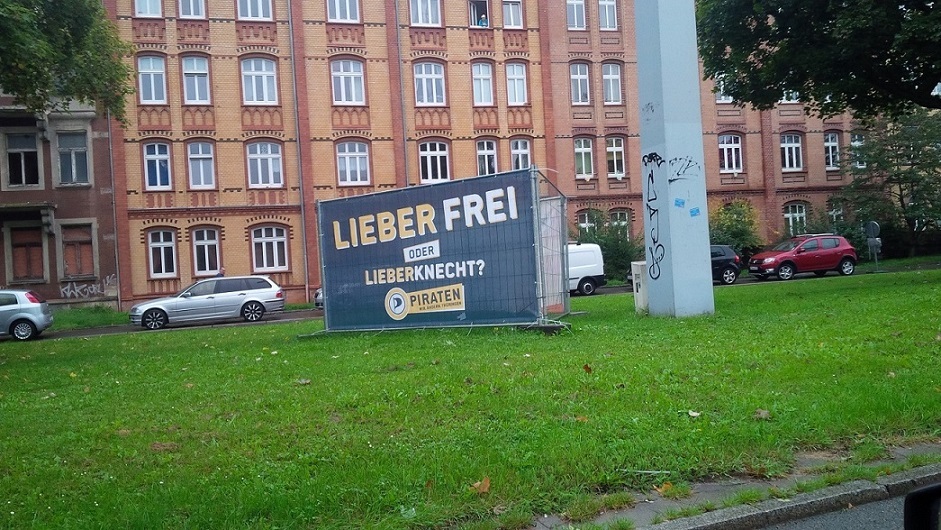 LIEBER FREI
ODER
LIEBERKNECHT?
PIRATEN